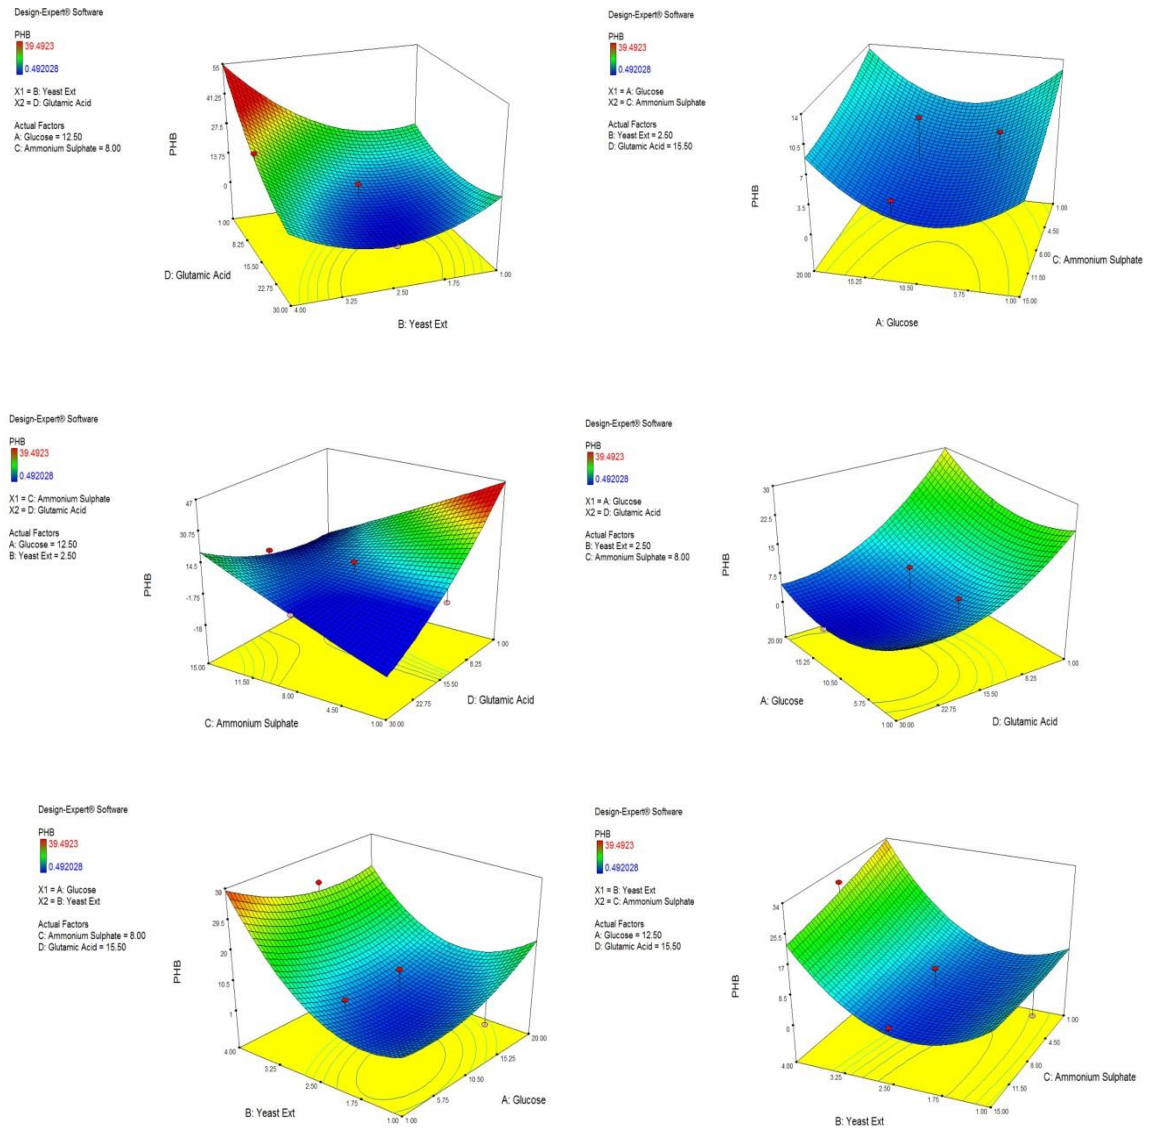 Design-Expert® Software
PHB
39.4923
0.492028
X1 = B: Yeast Ext
X2 = D: Glutamic Acid
Actual Factors
A: Glucose = 12.50
C: Ammonium Sulphate = 8.00
55
41.25
27.5
13.75
0
PHB
1.00
8.25
15.50
22.75
30.00
D: Glutamic Acid
4.00
3.25
2.50
1.75
1.00
B: Yeast Ext
Design-Expert® Software
PHB
39.4923
0.492028
X1 = A: Glucose
X2 = C: Ammonium Sulphate
Actual Factors
B: Yeast Ext = 2.50
D: Glutamic Acid = 15.50
14
10.5
7
3.5
0
PHB
20.00
15.25
10.50
5.75
1.00
A: Glucose
1.00
4.50
8.00
11.50
15.00
C: Ammonium Sulphate
Design-Expert® Software
PHB
39.4923
0.492028
X1 = C: Ammonium Sulphate
X2 = D: Glutamic Acid
Actual Factors
A: Glucose = 12.50
B: Yeast Ext = 2.50
47
30.75
14.5
-1.75
-18
PHB
15.00
11.50
8.00
4.50
1.00
C: Ammonium Sulphate
1.00
8.25
15.50
22.75
30.00
D: Glutamic Acid
Design-Expert® Software
PHB
39.4923
0.492028
X1 = A: Glucose
X2 = D: Glutamic Acid
Actual Factors
B: Yeast Ext = 2.50
C: Ammonium Sulphate = 8.00
30
22.5
15
7.5
0
PHB
20.00
15.25
10.50
5.75
1.00
A: Glucose
1.00
8.25
15.50
22.75
30.00
D: Glutamic Acid
Design-Expert® Software
PHB
39.4923
0.492028
X1 = A: Glucose
X2 = B: Yeast Ext
Actual Factors
C: Ammonium Sulphate = 8.00
D: Glutamic Acid = 15.50
39
29.5
20
10.5
1
PHB
4.00
3.25
2.50
1.75
1.00
B: Yeast Ext
20.00
15.25
10.50
5.75
1.00
A: Glucose
Design-Expert® Software
PHB
39.4923
0.492028
X1 = B: Yeast Ext
X2 = C: Ammonium Sulphate
Actual Factors
A: Glucose = 12.50
D: Glutamic Acid = 15.50
34
25.5
17
8.5
0
PHB
4.00
3.25
2.50
1.75
1.00
B: Yeast Ext
1.00
4.50
8.00
11.50
15.00
C: Ammonium Sulphate